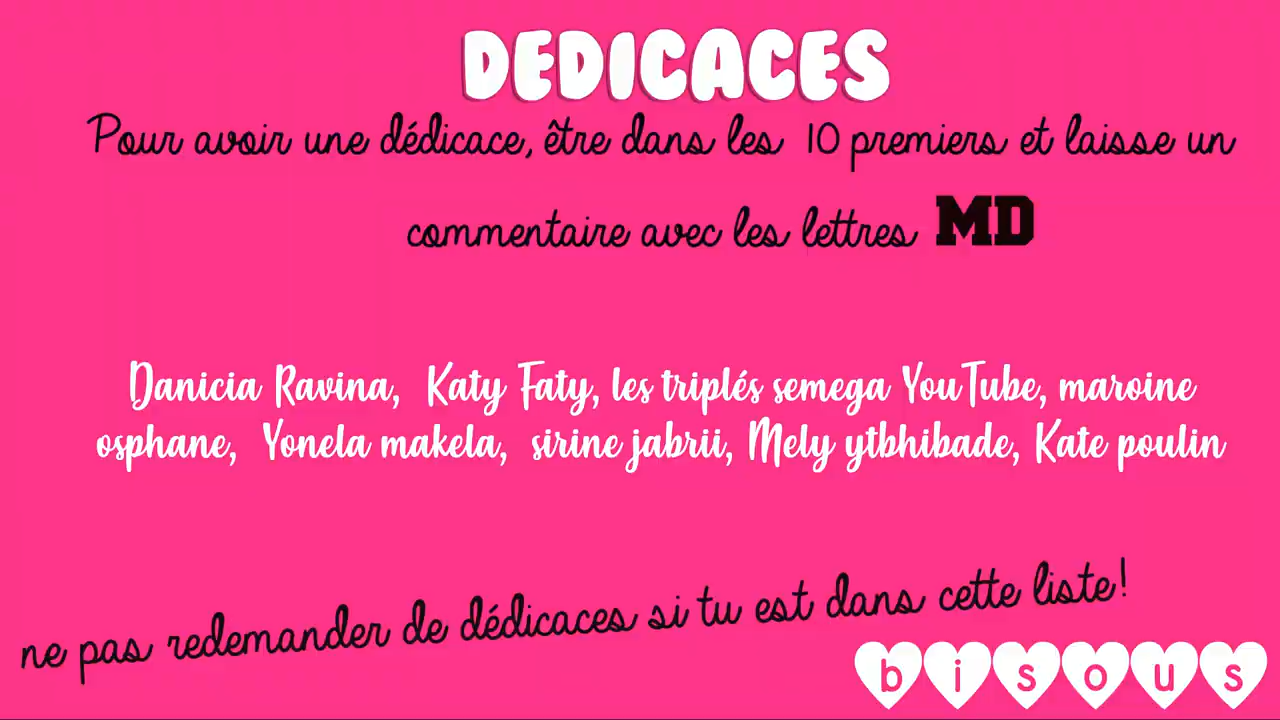 DEDICACES
Pour avoir une dédicace, être dans les 10 premiers et laisse un
commentaire avec les lettres MD
Danicia Ravina, Katy Faty, les triplés semega YouTube, maroine
osphane, Yonela makela, sirine jabrii, Mely ytbhibade, Kate poulin
ne pas redemander de dédicaces si tu est dans cette liste!
bisous